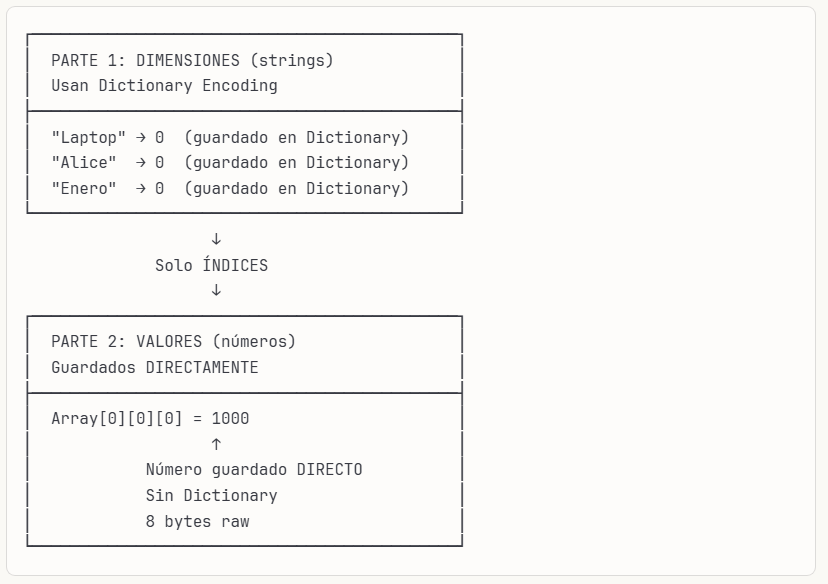 PARTE 1: DIMENSIONES (strings)
Usan Dictionary Encoding
"Laptop" → 0  (guardado en Dictionary)
"Alice"  → 0  (guardado en Dictionary)
"Enero"  → 0  (guardado en Dictionary)
↓
Solo ÍNDICES
↓
PARTE 2: VALORES (números)
Guardados DIRECTAMENTE
Array[0][0][0] = 1000
↑
Número guardado DIRECTO
Sin Dictionary
8 bytes raw